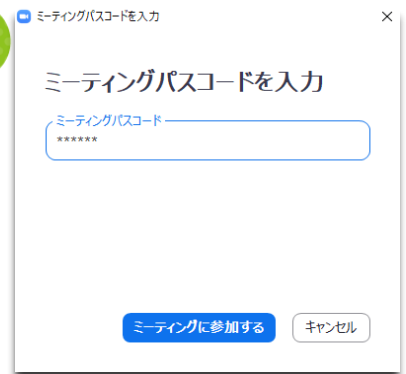 ミーティングパスコードを入力
ミーティングパスコードを入力
ミーティングパスコード
******
ミーティングに参加する
キャンセル